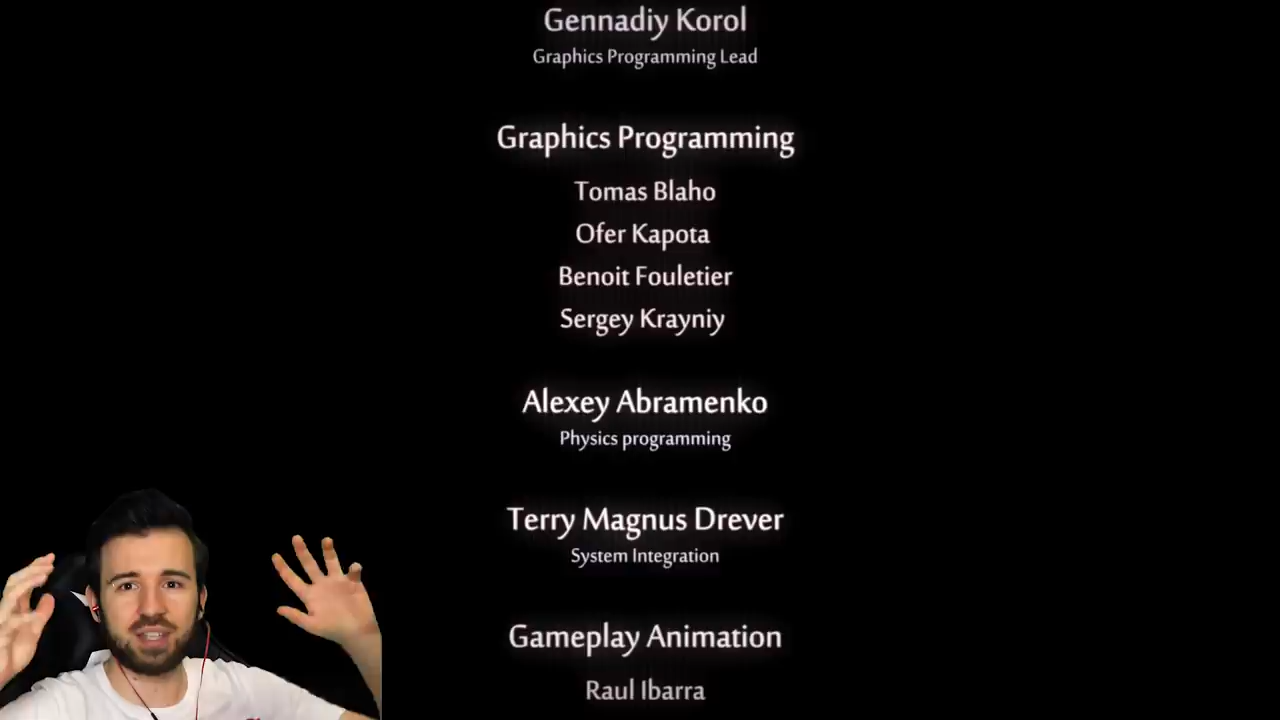 Gennadiy Korol
Graphics Programming Lead
Graphics Programming
Tomas Blaho
Ofer Kapota
Benoit Fouletier
Sergey Krayniy
Alexey Abramenko
Physics programming
Terry Magnus Drever
System Integration
Gameplay Animation
Raul Ibarra